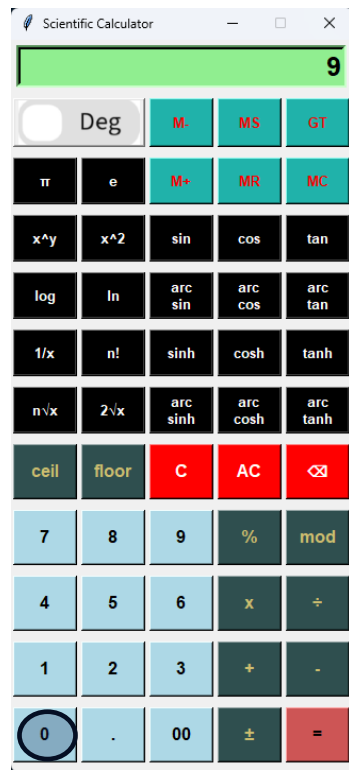 Scientific Calculator
9
Deg M- MS GT
π e M+ MR MC
x^y x^2 sin cos tan
log ln arc sin arc cos arc tan
1/x n! sinh cosh tanh
n√x 2√x arc sinh arc cosh arc tanh
ceil floor C AC ⌫
7 8 9 % mod
4 5 6 x ÷
1 2 3 + -
0 . 00 ± =